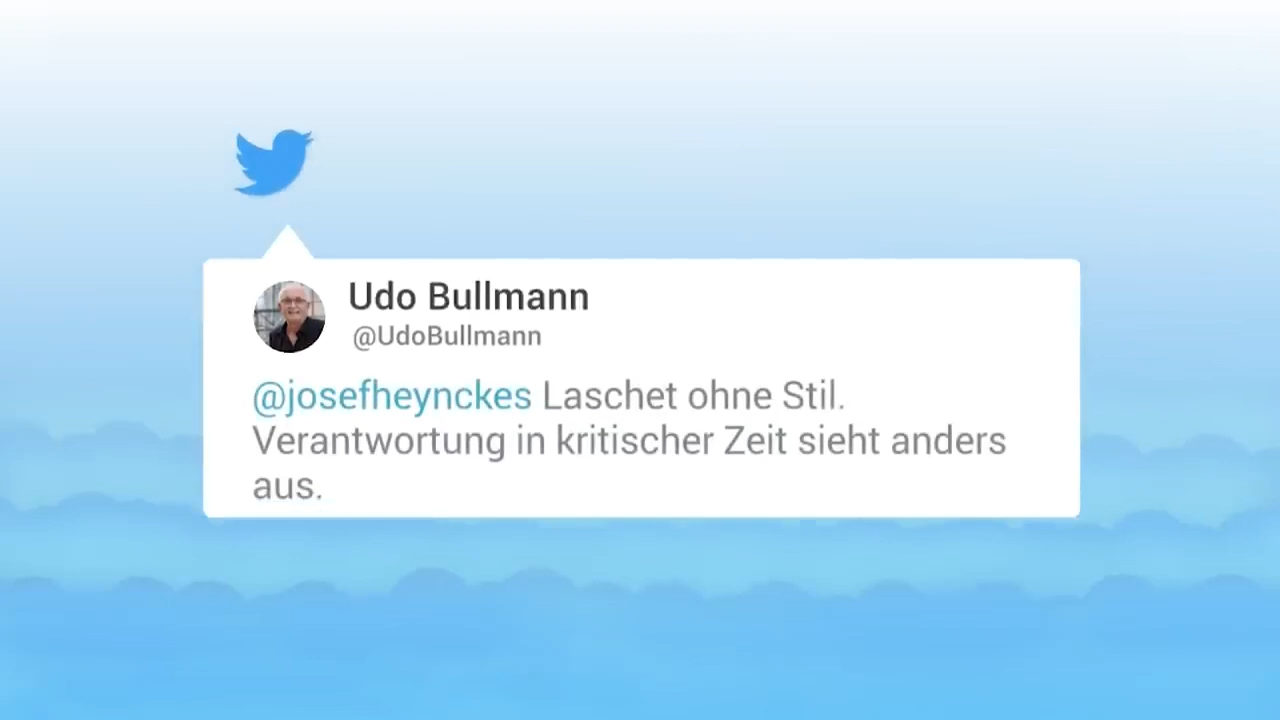 Udo Bullmann
@UdoBullmann
@josefheynckes Laschet ohne Stil.
Verantwortung in kritischer Zeit sieht anders
aus.